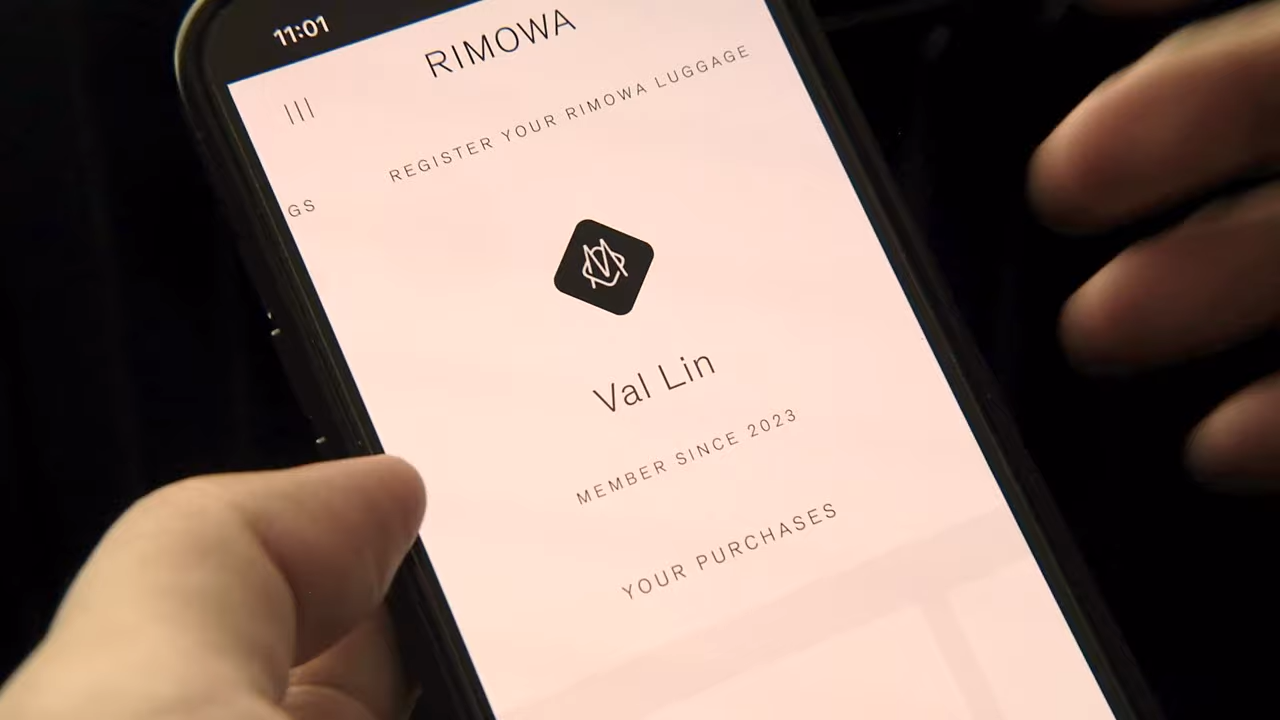 11:01
RIMOWA
REGISTER YOUR RIMOWA LUGGAGE
GS
Val Lin
MEMBER SINCE 2023
YOUR PURCHASES